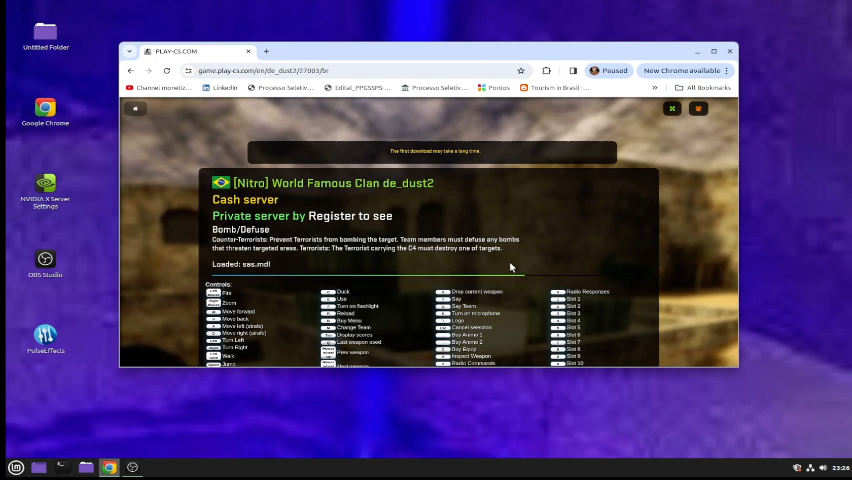 Untitled Folder
Google Chrome
NVIDIA X Server
Settings
OBS Studio
PulseEffects
PLAY-CS.COM
game.play-cs.com/en/de_dust2/27003/br
Paused
New Chrome available
Channel monetiz...
LinkedIn
Processo Seletiv...
Edital_PPGSSPS-...
Processo Seletiv...
Pontos
Tourism in Brasil -...
All Bookmarks
The first download may take a long time.
[Nitro] World Famous Clan de_dust2
Cash server
Private server by Register to see
Bomb/Defuse
Counter-Terrorists: Prevent Terrorists from bombing the target. Team members must defuse any bombs
that threaten targeted areas. Terrorists: The Terrorist carrying the C4 must destroy one of targets.
Loaded: sas.mdl
Controls:
Fire
Zoom
Move forward
Move back
Move left (strafe)
Move right (strafe)
Turn Left
Turn Right
Walk
Jump
Duck
Use
Turn on flashlight
Reload
Buy Menu
Change Team
Display scores
Last weapon used
Prev weapon
Next weapon
Drop current weapon
Say
Say Team
Turn on microphone
Logo
Cancel selection
Buy Ammo 1
Buy Ammo 2
Buy Equip
Inspect Weapon
Radio Commands
Radio Responses
Slot 1
Slot 2
Slot 3
Slot 4
Slot 5
Slot 6
Slot 7
Slot 8
Slot 9
Slot 10
23:26